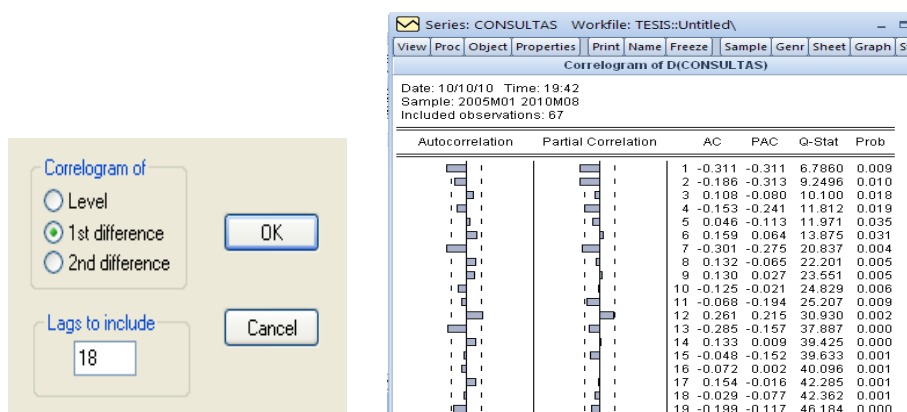 Correlogram of
Level
1st difference
2nd difference
OK
Lags to include
18
Cancel
Series: CONSULTAS Workfile: TESIS::Untitled\
View Proc Object Properties Print Name Freeze Sample Genr Sheet Graph S
Correlogram of D(CONSULTAS)
Date: 10/10/10 Time: 19:42
Sample: 2005M01 2010M08
Included observations: 67
Autocorrelation Partial Correlation AC PAC Q-Stat Prob
1 -0.311 -0.311 6.7860 0.009
2 -0.186 -0.313 9.2496 0.010
3 0.108 -0.080 10.100 0.018
4 -0.153 -0.241 11.812 0.019
5 0.046 -0.113 11.971 0.035
6 0.159 0.064 13.875 0.031
7 -0.301 -0.275 20.837 0.004
8 0.132 -0.065 22.201 0.005
9 0.130 0.027 23.551 0.005
10 -0.125 -0.021 24.829 0.006
11 -0.068 -0.194 25.207 0.009
12 0.261 0.215 30.930 0.002
13 -0.285 -0.157 37.887 0.000
14 0.133 0.009 39.425 0.000
15 -0.048 -0.152 39.633 0.001
16 -0.072 0.002 40.096 0.001
17 0.154 -0.016 42.285 0.001
18 -0.029 -0.077 42.362 0.001
19 -0.199 -0.117 46.184 0.000